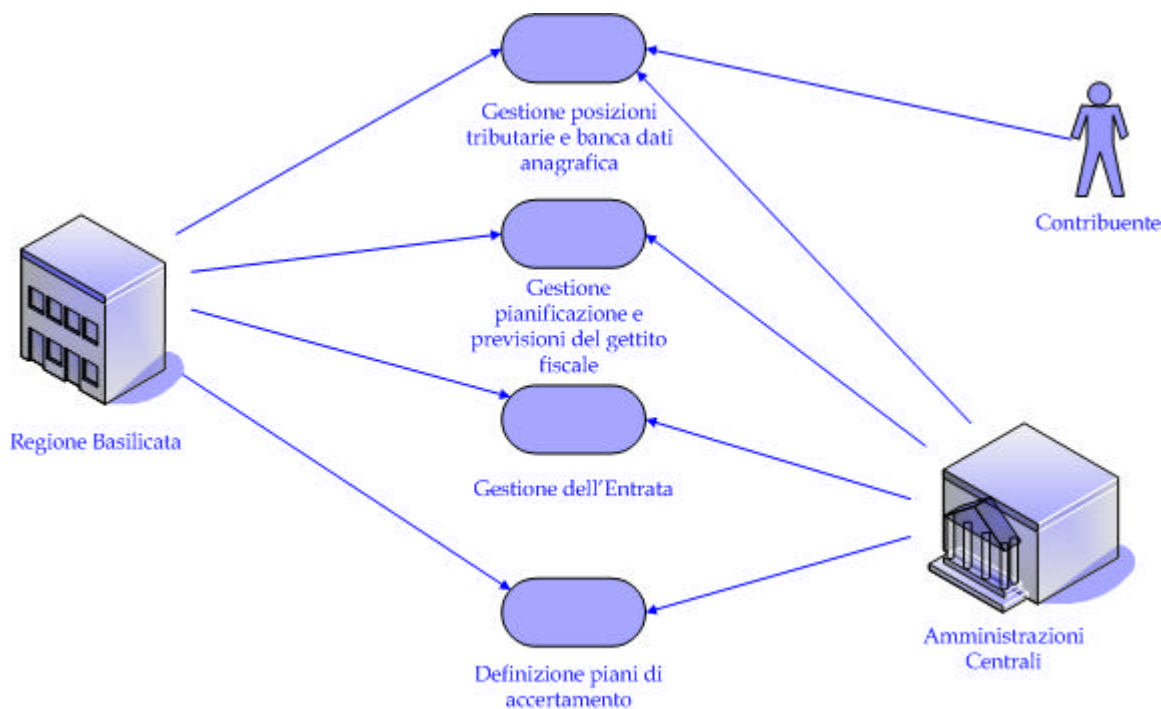 Gestione posizioni
tributarie e banca dati
anagrafica
Contribuente
Gestione
pianificazione e
previsioni del gettito
fiscale
Regione Basilicata
Gestione dell'Entrata
Amministrazioni
Centrali
Definizione piani di
accertamento